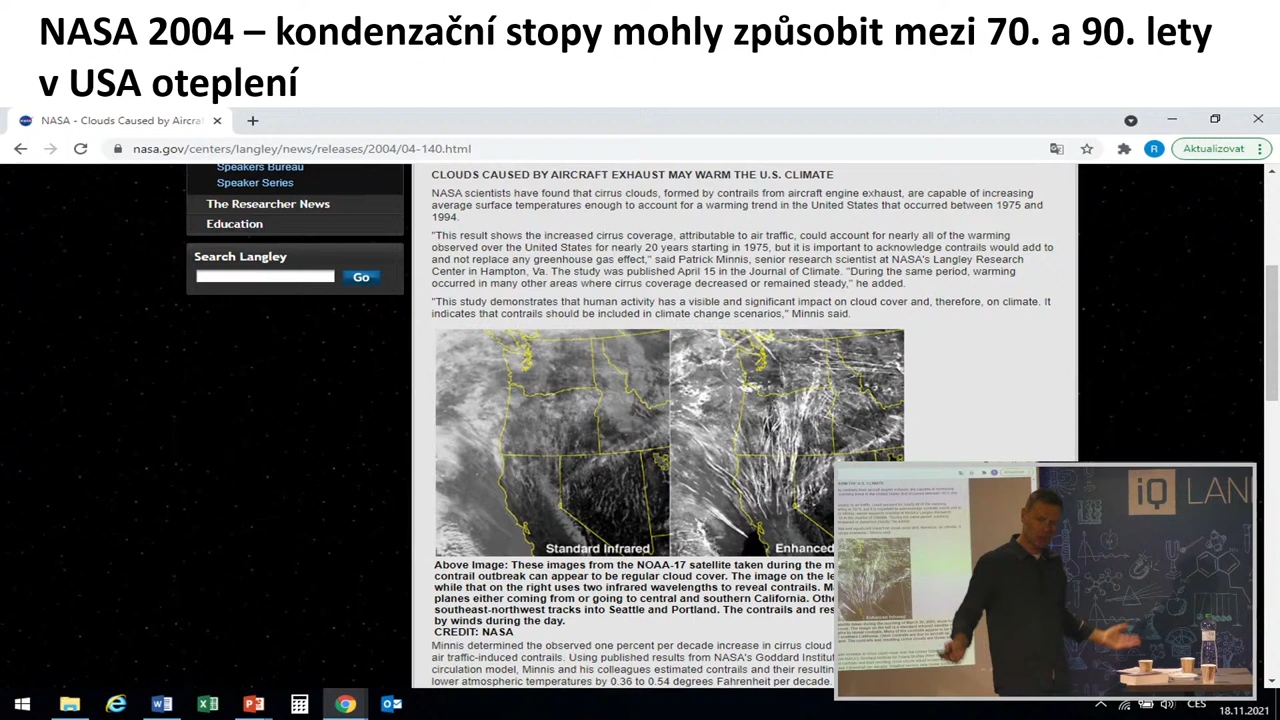 NASA 2004 – kondenzační stopy mohly způsobit mezi 70. a 90. lety
v USA oteplení
NASA - Clouds Caused by Aircra
nasa.gov/centers/langley/news/releases/2004/04-140.html
R
Aktualizovat
Speakers Bureau
Speaker Series
The Researcher News
Education
Search Langley
Go
CLOUDS CAUSED BY AIRCRAFT EXHAUST MAY WARM THE U.S. CLIMATE
NASA scientists have found that cirrus clouds, formed by contrails from aircraft engine exhaust, are capable of increasing
average surface temperatures enough to account for a warming trend in the United States that occurred between 1975 and
1994.
"This result shows the increased cirrus coverage, attributable to air traffic, could account for nearly all of the warming
observed over the United States for nearly 20 years starting in 1975, but it is important to acknowledge contrails would add to
and not replace any greenhouse gas effect," said Patrick Minnis, senior research scientist at NASA's Langley Research
Center in Hampton, Va. The study was published April 15 in the Journal of Climate. "During the same period, warming
occurred in many other areas where cirrus coverage decreased or remained steady," he added.
"This study demonstrates that human activity has a visible and significant impact on cloud cover and, therefore, on climate. It
indicates that contrails should be included in climate change scenarios," Minnis said.
Standard Infrared
Enhanced
Above Image: These images from the NOAA-17 satellite taken during the m
contrail outbreak can appear to be regular cloud cover. The image on the le
while that on the right uses two infrared wavelengths to reveal contrails. Ma
planes either coming from or going to central and southern California. Othe
southeast-northwest tracks into Seattle and Portland. The contrails and res
by winds during the day.
CREDIT: NASA
Minnis determined the observed one percent per decade increase in cirrus cloud
air traffic-induced contrails. Using published results from NASA's Goddard Institu
circulation model, Minnis and his colleagues estimated contrails and their resulting
lower atmospheric temperatures by 0.36 to 0.54 degrees Fahrenheit per decade.
iQ LAN
CES
18.11.2021